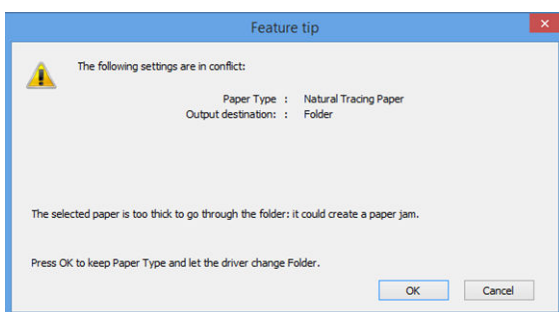 Feature tip
The following settings are in conflict:
Paper Type : Natural Tracing Paper
Output destination: : Folder
The selected paper is too thick to go through the folder: it could create a paper jam.
Press OK to keep Paper Type and let the driver change Folder.
OK Cancel